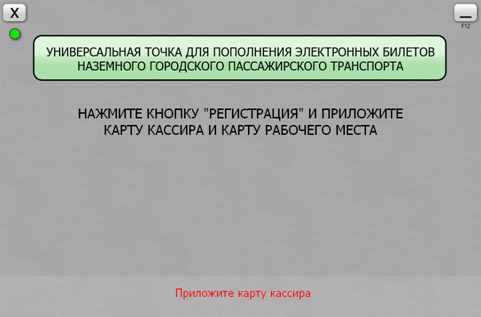 X
—
F12
УНИВЕРСАЛЬНАЯ ТОЧКА ДЛЯ ПОПОЛНЕНИЯ ЭЛЕКТРОННЫХ БИЛЕТОВ
НАЗЕМНОГО ГОРОДСКОГО ПАССАЖИРСКОГО ТРАНСПОРТА
НАЖМИТЕ КНОПКУ "РЕГИСТРАЦИЯ" И ПРИЛОЖИТЕ
КАРТУ КАССИРА И КАРТУ РАБОЧЕГО МЕСТА
Приложите карту кассира